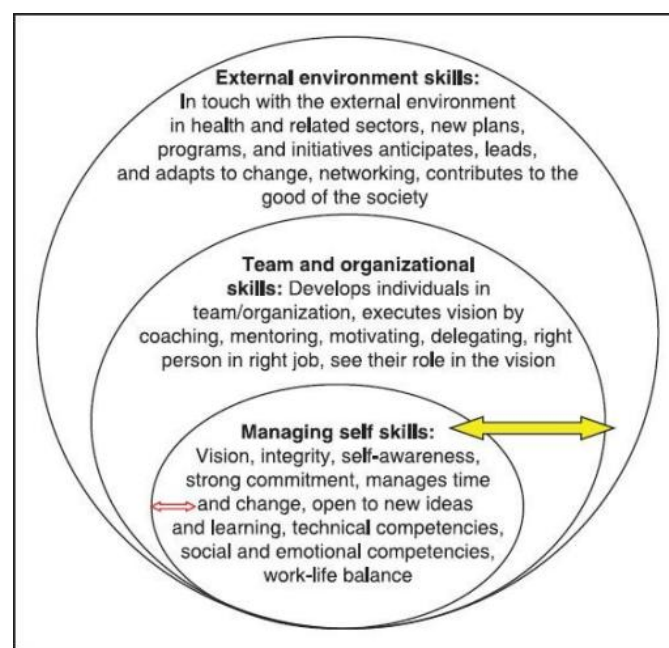 External environment skills:
In touch with the external environment
in health and related sectors, new plans,
programs, and initiatives anticipates, leads,
and adapts to change, networking, contributes to the
good of the society
Team and organizational
skills: Develops individuals in
team/organization, executes vision by
coaching, mentoring, motivating, delegating, right
person in right job, see their role in the vision
Managing self skills:
Vision, integrity, self-awareness,
strong commitment, manages time
and change, open to new ideas
and learning, technical competencies,
social and emotional competencies,
work-life balance